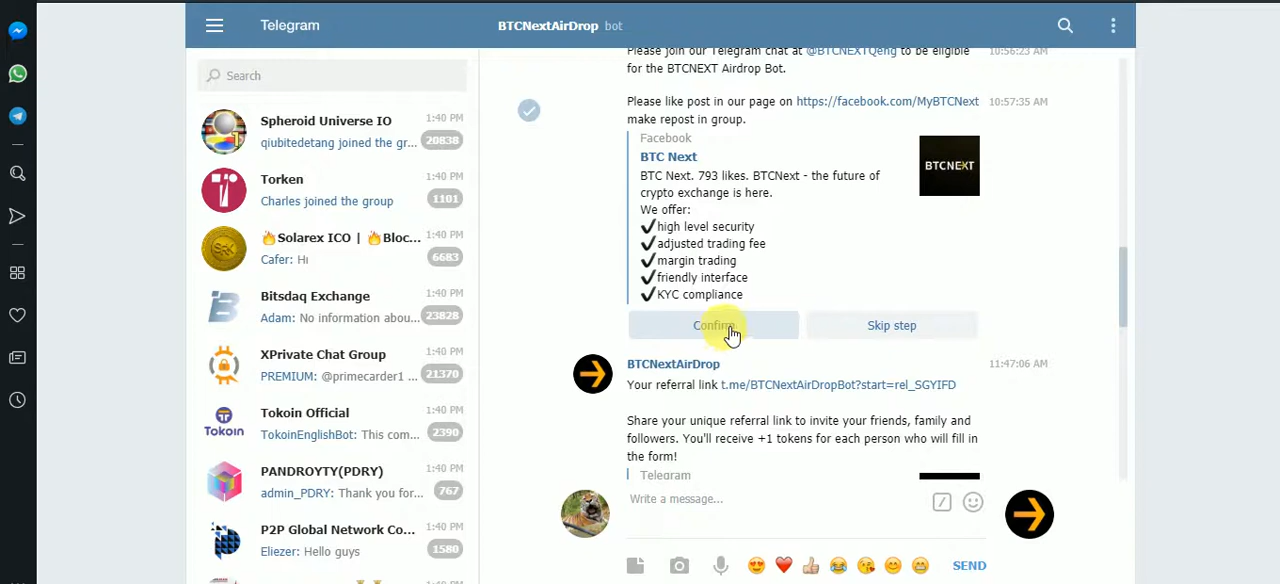 Telegram
BTCNextAirDrop bot
Search
Spheroid Universe IO 1:40 PM
qiubitedetang joined the gr... 20838
Torken 1:40 PM
Charles joined the group 1101
🔥Solarex ICO | 🔥Bloc... 1:40 PM
Cafer: Hi 6683
Bitsdaq Exchange 1:40 PM
Adam: No information abou... 23828
XPrivate Chat Group 1:40 PM
PREMIUM: @primecarder1 ... 21370
Tokoin Official 1:40 PM
TokoinEnglishBot: This com... 2390
TOKOIN
PANDROYTY(PDRY) 1:40 PM
admin_PDRY: Thank you for... 767
P2P Global Network Co... 1:40 PM
Eliezer: Hello guys 1580
Please join our Telegram chat at @BTCNEXTQeng to be eligible 10:56:23 AM
for the BTCNEXT Airdrop Bot.
Please like post in our page on https://facebook.com/MyBTCNext 10:57:35 AM
make repost in group.
Facebook
BTC Next
BTC Next. 793 likes. BTCNext - the future of
crypto exchange is here.
We offer:
✔high level security
✔adjusted trading fee
✔margin trading
✔friendly interface
✔KYC compliance
BTCNEXT
Confirm Skip step
BTCNextAirDrop 11:47:06 AM
Your referral link t.me/BTCNextAirDropBot?start=rel_SGYIFD
Share your unique referral link to invite your friends, family and
followers. You'll receive +1 tokens for each person who will fill in
the form!
Telegram
Write a message...
SEND